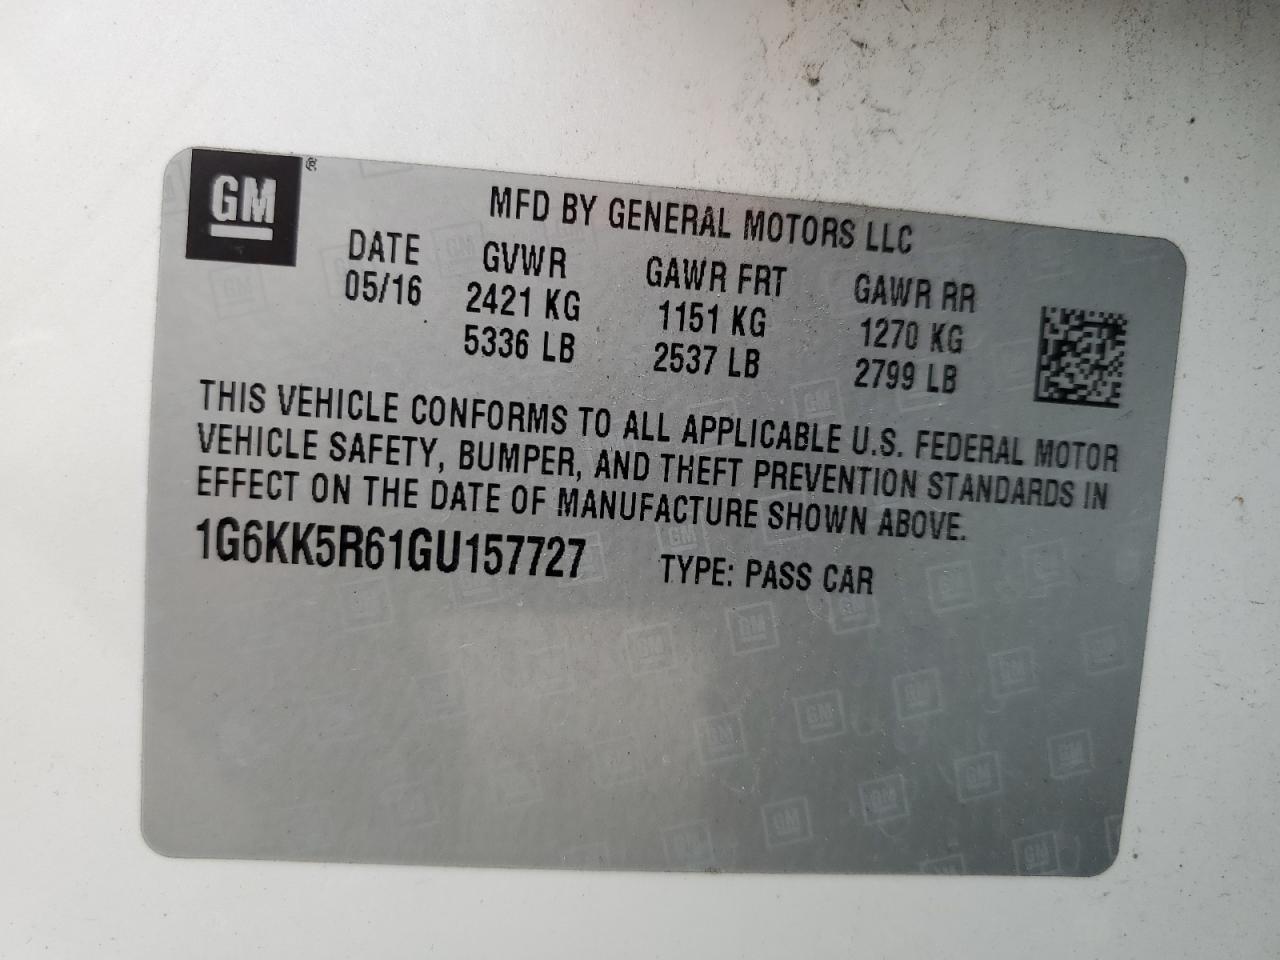 GM ®
MFD BY GENERAL MOTORS LLC
DATE GVWR GAWR FRT GAWR RR
05/16 2421 KG 1151 KG 1270 KG
5336 LB 2537 LB 2799 LB
THIS VEHICLE CONFORMS TO ALL APPLICABLE U.S. FEDERAL MOTOR
VEHICLE SAFETY, BUMPER, AND THEFT PREVENTION STANDARDS IN
EFFECT ON THE DATE OF MANUFACTURE SHOWN ABOVE.
1G6KK5R61GU157727 TYPE: PASS CAR